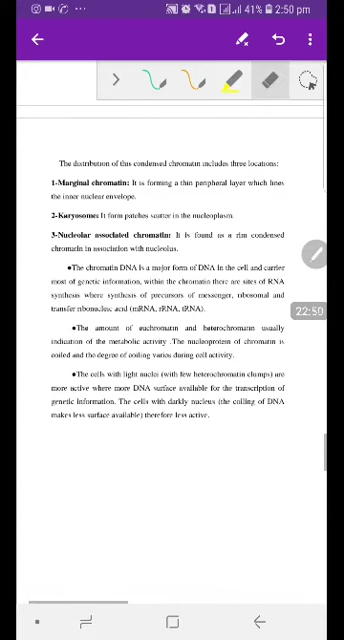 41% 2:50 pm
The distribution of this condensed chromatin includes three locations:
1-Marginal chromatin: It is forming a thin peripheral layer which lines
the inner nuclear envelope.
2-Karyosome: It form patches scatter in the nucleoplasm.
3-Nucleolar associated chromatin: It is found as a rim condensed
chromatin in association with nucleolus.
●The chromatin DNA is a major form of DNA in the cell and carrier
most of genetic information, within the chromatin there are sites of RNA
synthesis where synthesis of precursors of messenger, ribosomal and
transfer ribonucleic acid (mRNA, rRNA, tRNA).
22:50
●The amount of euchromatin and heterochromatin usually
indication of the metabolic activity .The nucleoprotein of chromatin is
coiled and the degree of coiling varies during cell activity.
●The cells with light nuclei (with few heterochromatin clumps) are
more active where more DNA surface available for the transcription of
genetic information. The cells with darkly nucleus (the coiling of DNA
makes less surface available) therefore less active.